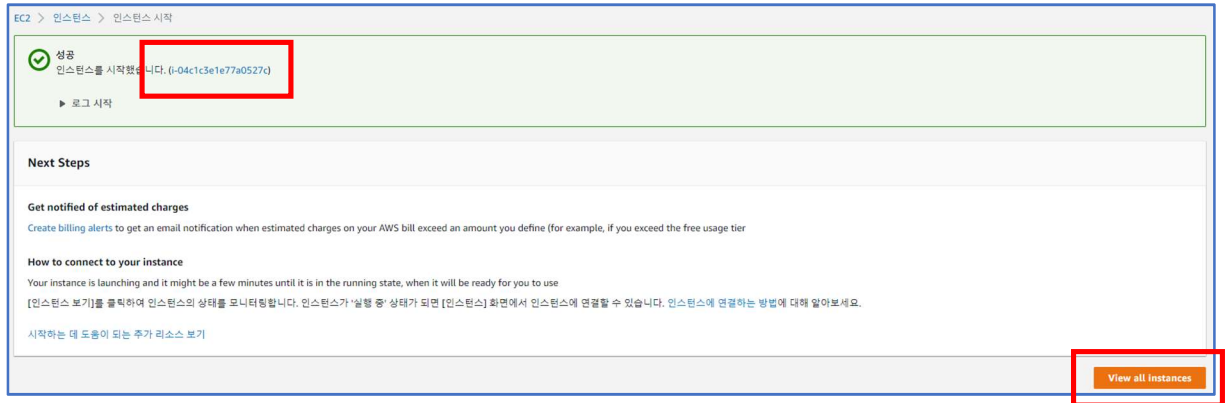 EC2 > 인스턴스 > 인스턴스 시작
성공
인스턴스를 시작했습니다. (i-04c1c3e1e77a0527c)
▶ 로그 시작
Next Steps
Get notified of estimated charges
Create billing alerts to get an email notification when estimated charges on your AWS bill exceed an amount you define (for example, if you exceed the free usage tier
How to connect to your instance
Your instance is launching and it might be a few minutes until it is in the running state, when it will be ready for you to use
[인스턴스 보기]를 클릭하여 인스턴스의 상태를 모니터링합니다. 인스턴스가 '실행 중' 상태가 되면 [인스턴스] 화면에서 인스턴스에 연결할 수 있습니다. 인스턴스에 연결하는 방법에 대해 알아보세요.
시작하는 데 도움이 되는 추가 리소스 보기
View all instances